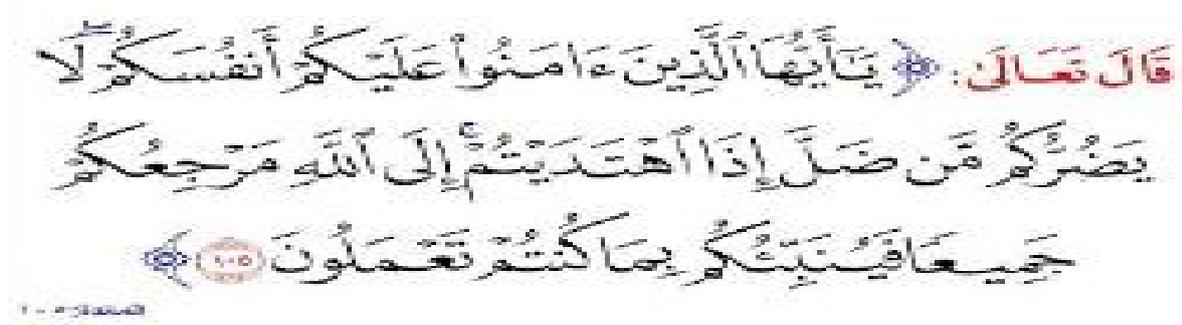 قَالَ تَعَالَىٰ: ﴿ يَٰٓأَيُّهَا ٱلَّذِينَ ءَامَنُوا۟ عَلَيْكُمْ أَنفُسَكُمْ ۖ لَا
يَضُرُّكُم مَّن ضَلَّ إِذَا ٱهْتَدَيْتُمْ ۚ إِلَى ٱللَّهِ مَرْجِعُكُمْ
جَمِيعًا فَيُنَبِّئُكُم بِمَا كُنتُمْ تَعْمَلُونَ ١٠٥ ﴾